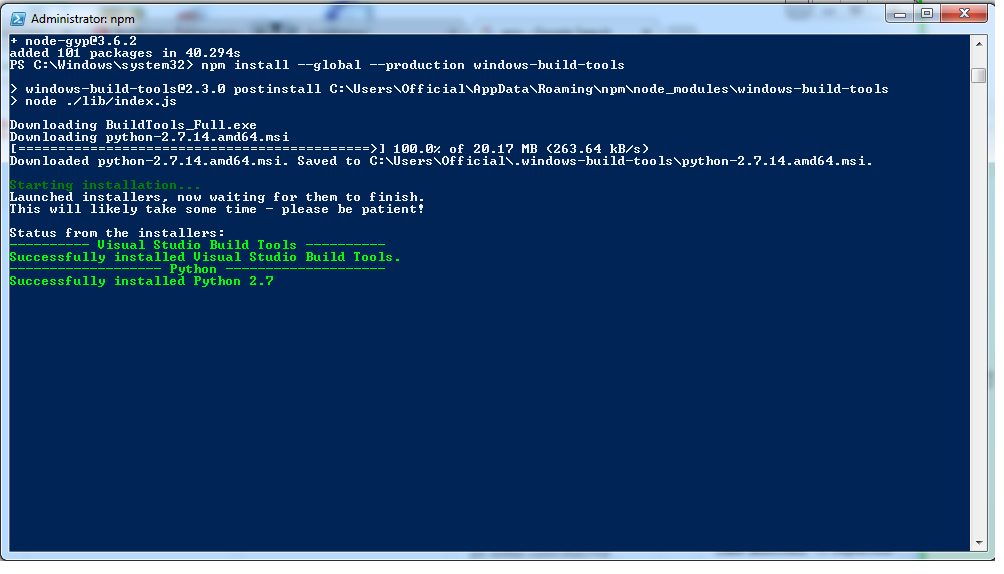 Administrator: npm
+ node-gyp@3.6.2
added 101 packages in 40.294s
PS C:\Windows\system32> npm install --global --production windows-build-tools
> windows-build-tools@2.3.0 postinstall C:\Users\Official\AppData\Roaming\npm\node_modules\windows-build-tools
> node ./lib/index.js
Downloading BuildTools_Full.exe
Downloading python-2.7.14.amd64.msi
[============================================>] 100.0% of 20.17 MB (263.64 kB/s)
Downloaded python-2.7.14.amd64.msi. Saved to C:\Users\Official\.windows-build-tools\python-2.7.14.amd64.msi.
Starting installation...
Launched installers, now waiting for them to finish.
This will likely take some time - please be patient!
Status from the installers:
---------- Visual Studio Build Tools ----------
Successfully installed Visual Studio Build Tools.
------------------- Python --------------------
Successfully installed Python 2.7